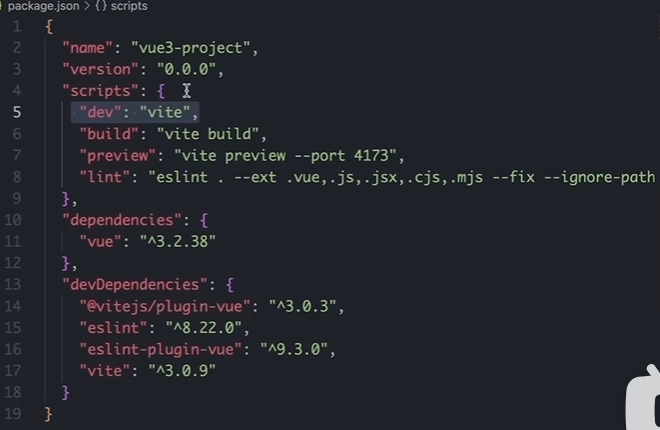 package.json > {} scripts
1 {
2 "name": "vue3-project",
3 "version": "0.0.0",
4 "scripts": {
5 "dev": "vite",
6 "build": "vite build",
7 "preview": "vite preview --port 4173",
8 "lint": "eslint . --ext .vue,.js,.jsx,.cjs,.mjs --fix --ignore-path
9 },
10 "dependencies": {
11 "vue": "^3.2.38"
12 },
13 "devDependencies": {
14 "@vitejs/plugin-vue": "^3.0.3",
15 "eslint": "^8.22.0",
16 "eslint-plugin-vue": "^9.3.0",
17 "vite": "^3.0.9"
18 }
19 }